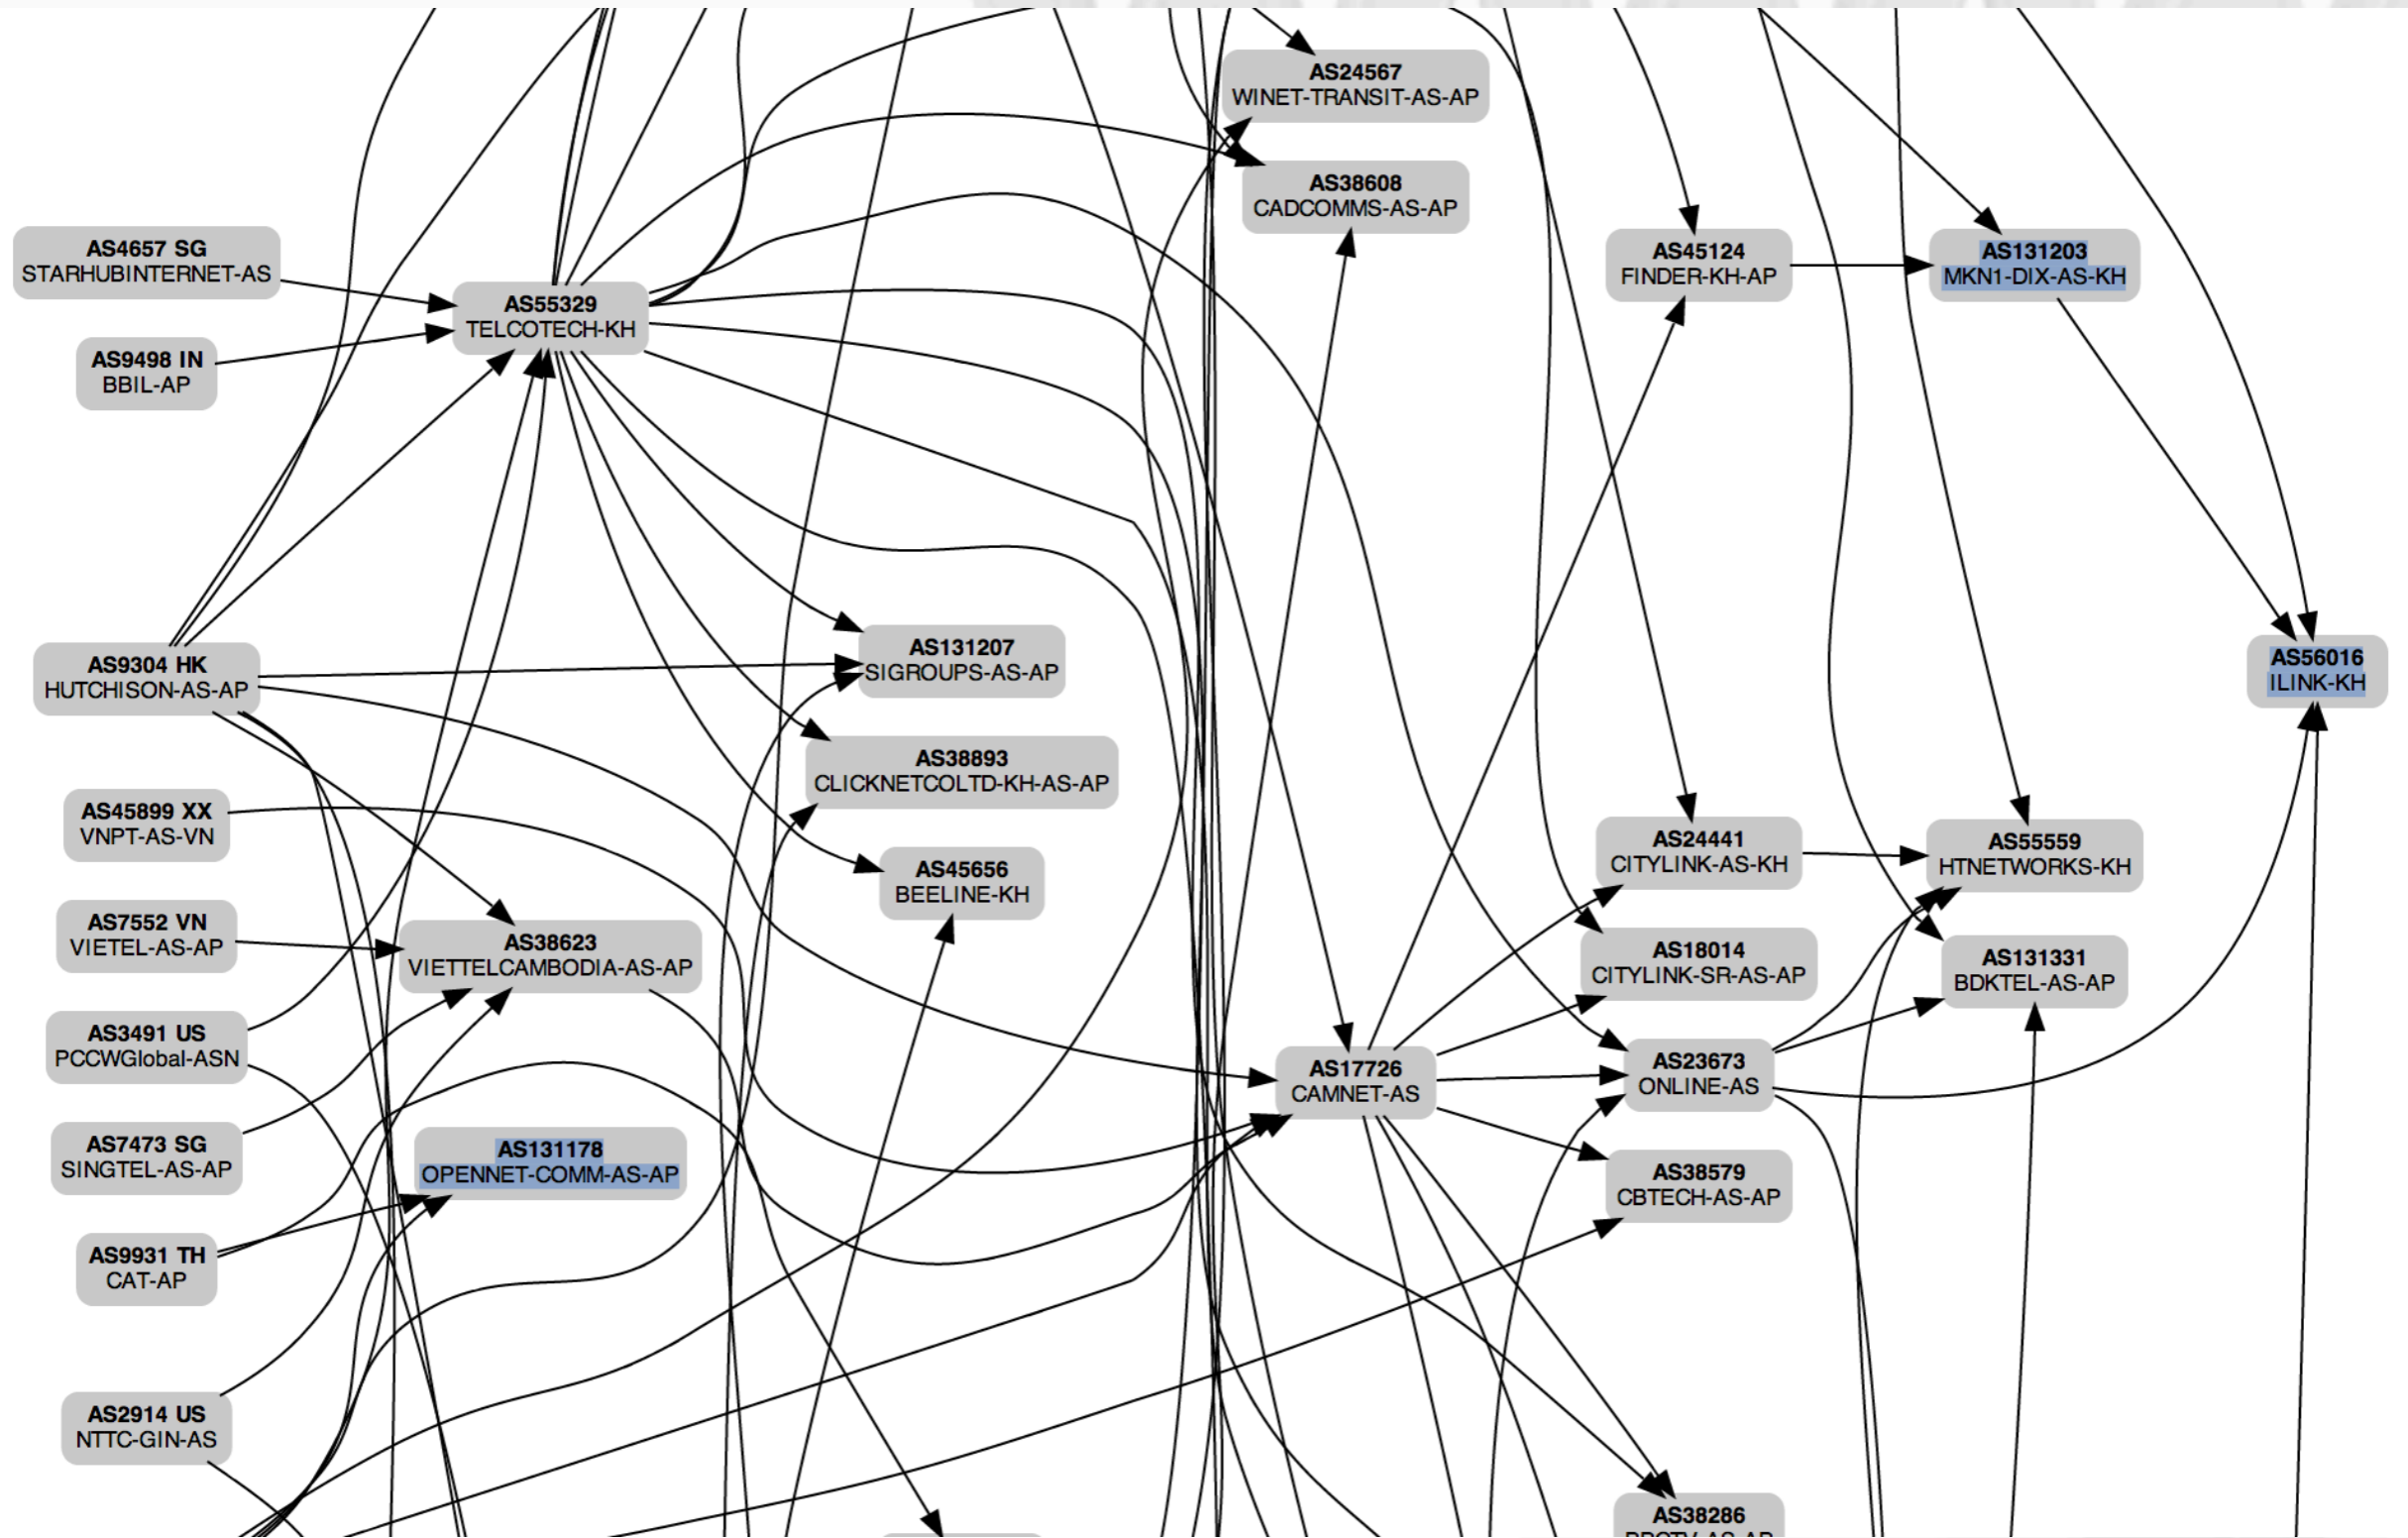 AS24567
WINET-TRANSIT-AS-AP
AS38608
CADCOMMS-AS-AP
AS4657 SG
STARHUBINTERNET-AS
AS55329
TELCOTECH-KH
AS45124
FINDER-KH-AP
AS131203
MKN1-DIX-AS-KH
AS9498 IN
BBIL-AP
AS9304 HK
HUTCHISON-AS-AP
AS131207
SIGROUPS-AS-AP
AS56016
ILINK-KH
AS38893
CLICKNETCOLTD-KH-AS-AP
AS45899 XX
VNPT-AS-VN
AS45656
BEELINE-KH
AS24441
CITYLINK-AS-KH
AS55559
HTNETWORKS-KH
AS7552 VN
VIETEL-AS-AP
AS38623
VIETTELCAMBODIA-AS-AP
AS18014
CITYLINK-SR-AS-AP
AS131331
BDKTEL-AS-AP
AS3491 US
PCCWGlobal-ASN
AS17726
CAMNET-AS
AS23673
ONLINE-AS
AS7473 SG
SINGTEL-AS-AP
AS131178
OPENNET-COMM-AS-AP
AS38579
CBTECH-AS-AP
AS9931 TH
CAT-AP
AS2914 US
NTTC-GIN-AS
AS38286